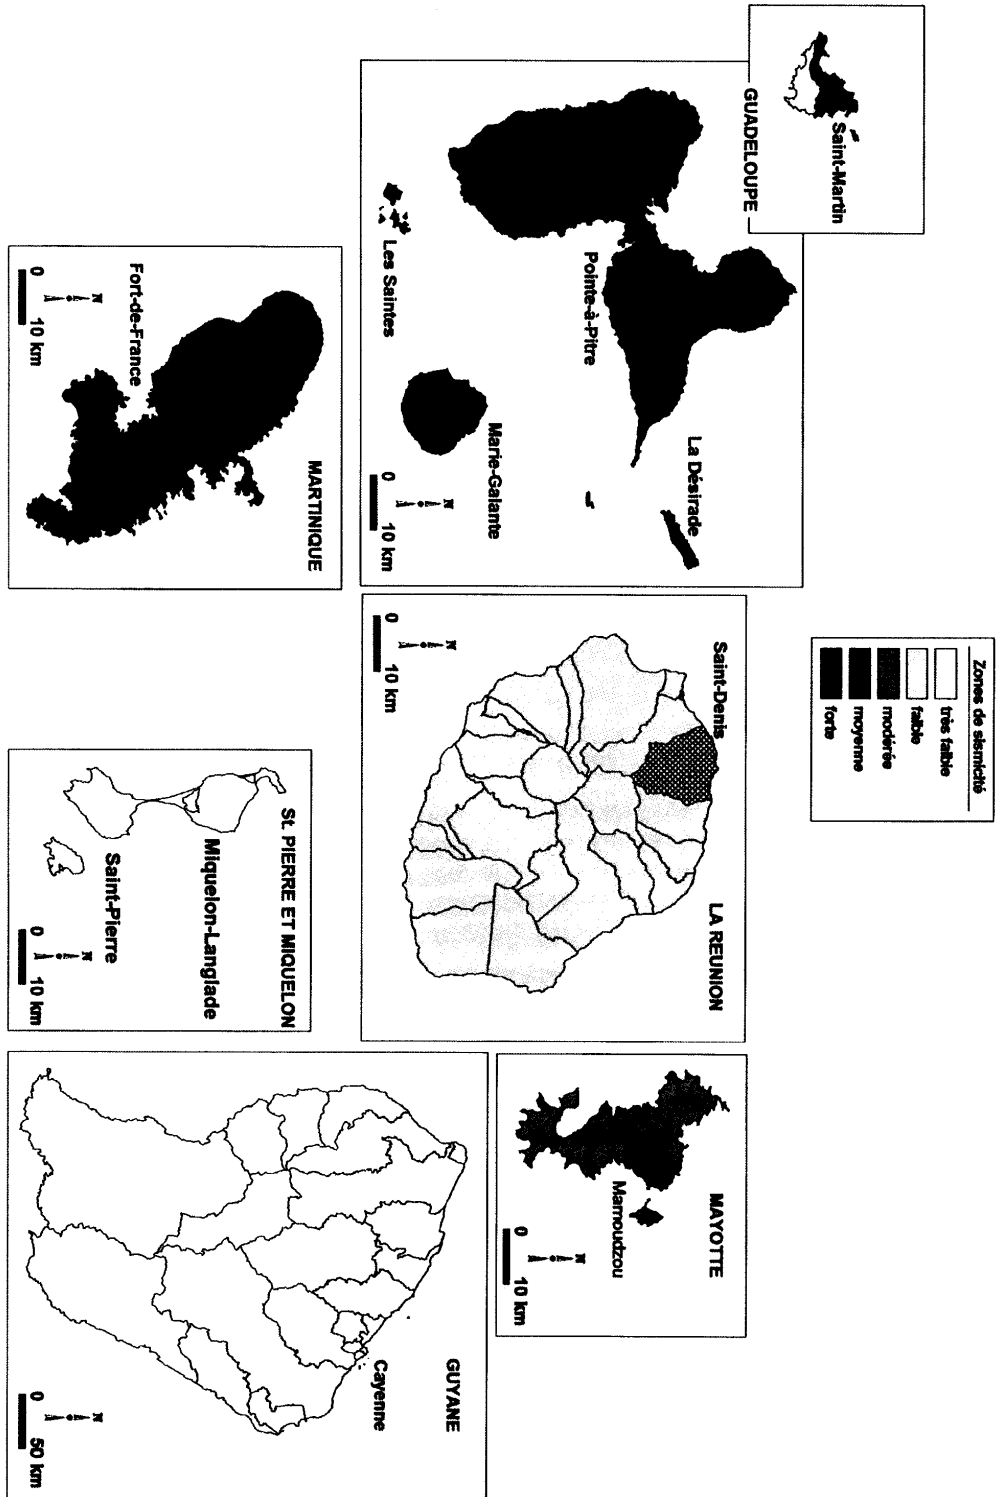 Saint-Martin
GUADELOUPE
Pointe-à-Pitre
La Désirade
Les Saintes
Marie-Galante
N
0 10 km
MARTINIQUE
Fort-de-France
N
0 10 km
Zones de sismicité
très faible
faible
modérée
moyenne
forte
LA REUNION
Saint-Denis
N
0 10 km
ST. PIERRE ET MIQUELON
Miquelon-Langlade
Saint-Pierre
N
0 10 km
MAYOTTE
Mamoudzou
N
0 10 km
GUYANE
Cayenne
N
0 50 km